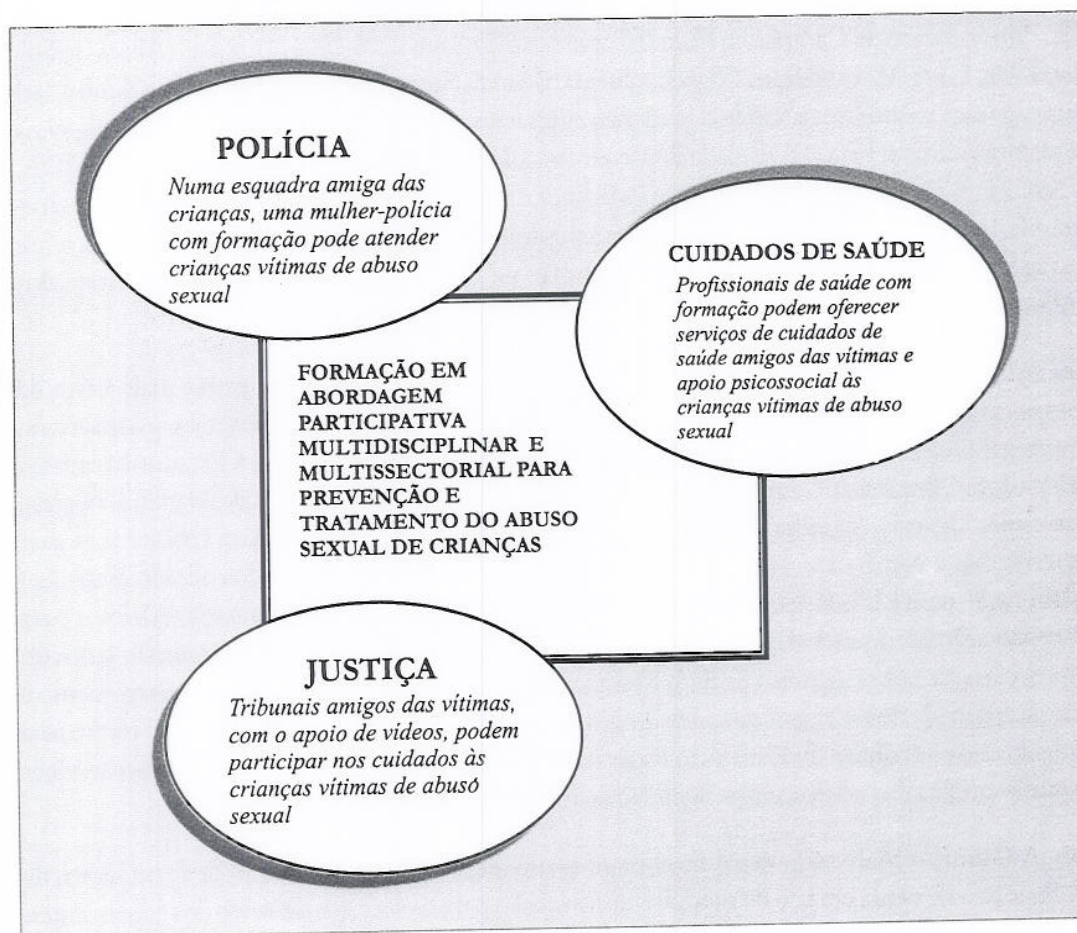 POLÍCIA
Numa esquadra amiga das
crianças, uma mulher-polícia
com formação pode atender
crianças vítimas de abuso
sexual
CUIDADOS DE SAÚDE
Profissionais de saúde com
formação podem oferecer
serviços de cuidados de
saúde amigos das vítimas e
apoio psicossocial às
crianças vítimas de abuso
sexual
FORMAÇÃO EM
ABORDAGEM
PARTICIPATIVA
MULTIDISCIPLINAR E
MULTISSECTORIAL PARA
PREVENÇÃO E
TRATAMENTO DO ABUSO
SEXUAL DE CRIANÇAS
JUSTIÇA
Tribunais amigos das vítimas,
com o apoio de vídeos, podem
participar nos cuidados às
crianças vítimas de abuso
sexual